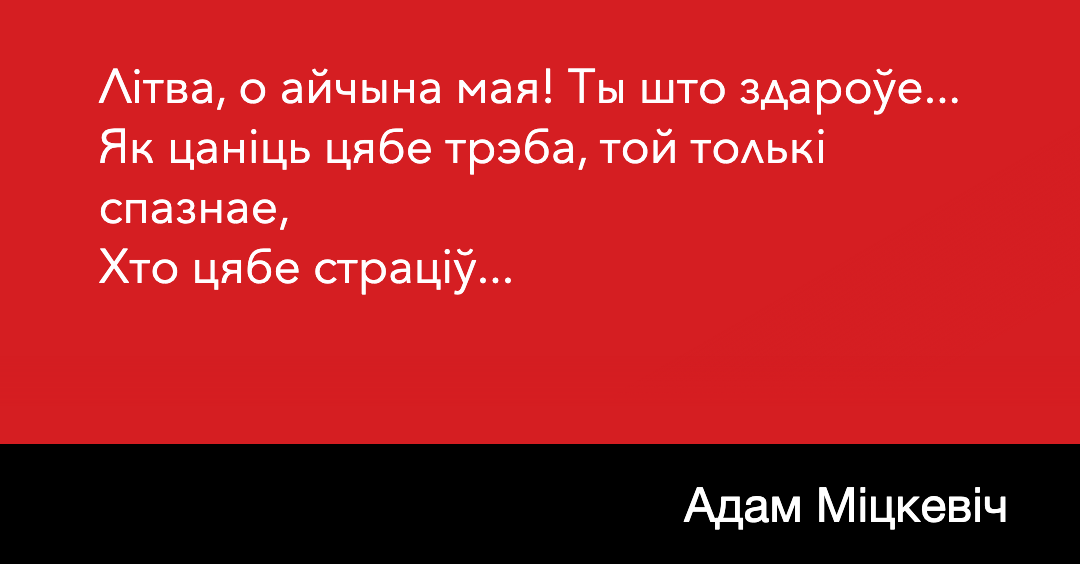 Літва, о айчына мая! Ты што здароўе...
Як цаніць цябе трэба, той толькі
спазнае,
Хто цябе страціў...
Адам Міцкевіч